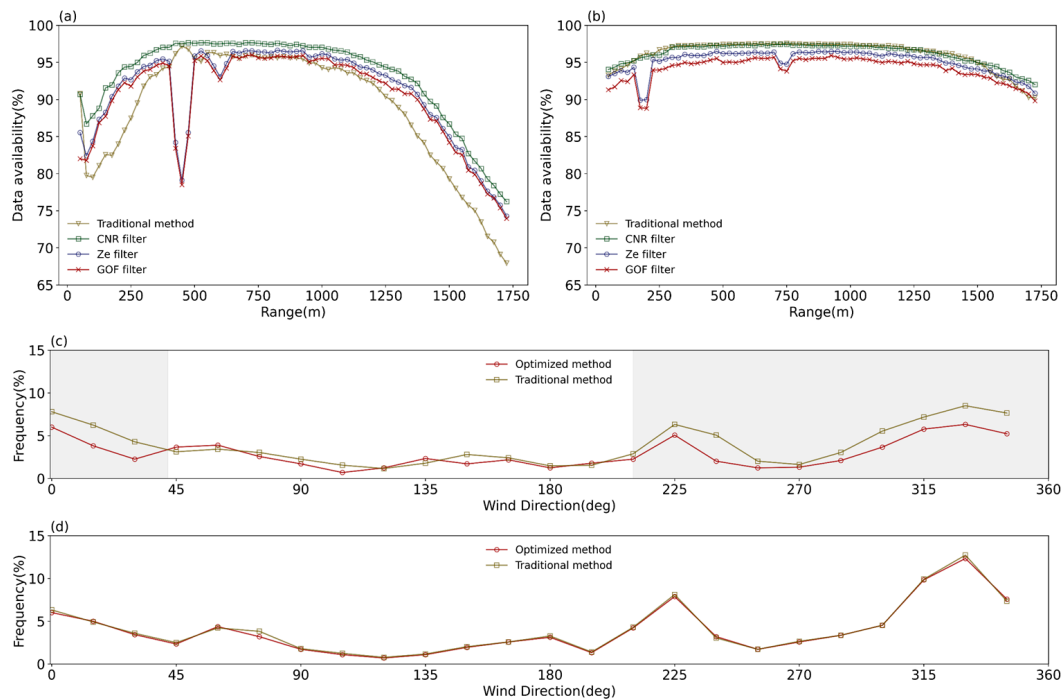 (a)
100
95
90
85
80
75
70
65
Data availability(%)
Traditional method
CNR filter
Ze filter
GOF filter
0 250 500 750 1000 1250 1500 1750
Range(m)
(b)
100
95
90
85
80
75
70
65
Data availability(%)
Traditional method
CNR filter
Ze filter
GOF filter
0 250 500 750 1000 1250 1500 1750
Range(m)
(c)
15
10
5
0
Frequency(%)
Optimized method
Traditional method
0 45 90 135 180 225 270 315 360
Wind Direction(deg)
(d)
15
10
5
0
Frequency(%)
Optimized method
Traditional method
0 45 90 135 180 225 270 315 360
Wind Direction(deg)